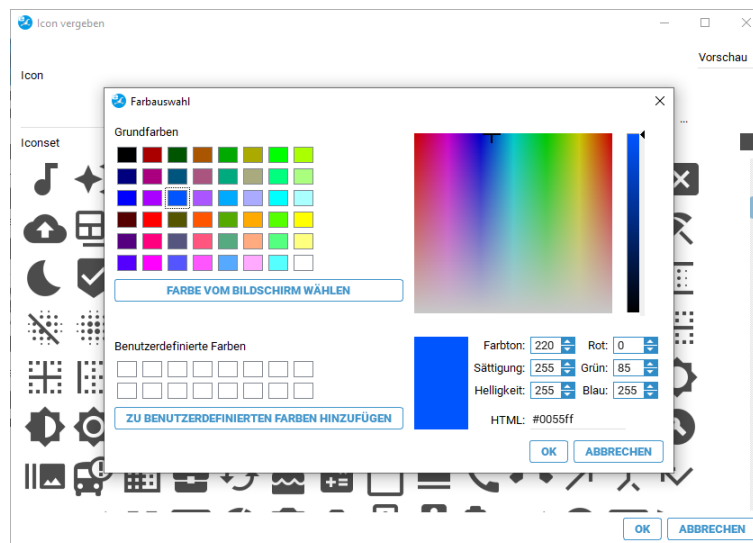 Icon vergeben
Vorschau
Icon
...
Iconset
Farbauswahl
Grundfarben
FARBE VOM BILDSCHIRM WÄHLEN
Benutzerdefinierte Farben
ZU BENUTZERDEFINIERTEN FARBEN HINZUFÜGEN
Farbton: 220 Rot: 0
Sättigung: 255 Grün: 85
Helligkeit: 255 Blau: 255
HTML: #0055ff
OK ABBRECHEN
OK ABBRECHEN